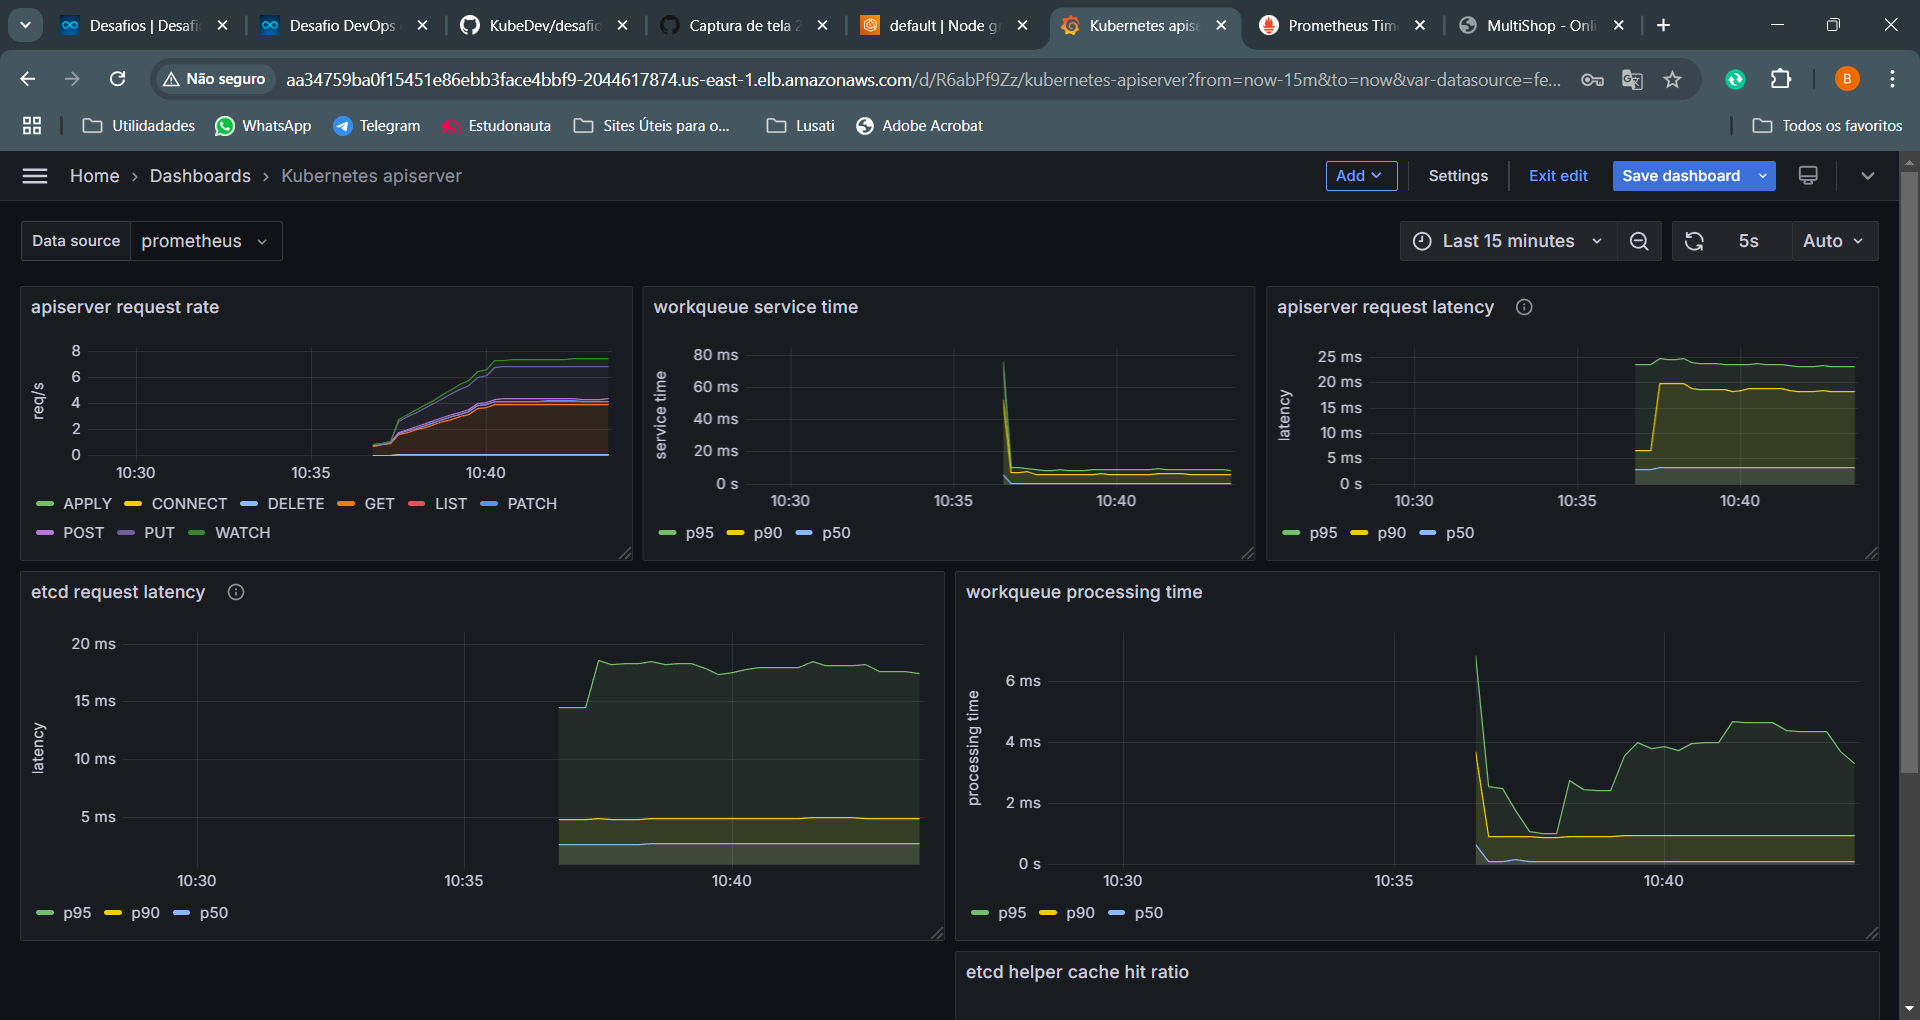 Desafios | Desafi
Desafio DevOps
KubeDev/desafio
Captura de tela 2
default | Node g
Kubernetes apise
Prometheus Tim
MultiShop - Onli
Não seguro
aa34759ba0f15451e86ebb3face4bbf9-2044617874.us-east-1.elb.amazonaws.com/d/R6abPf9Zz/kubernetes-apiserver?from=now-15m&to=now&var-datasource=fe...
B
Utilidadades
WhatsApp
Telegram
Estudonauta
Sites Úteis para o...
Lusati
Adobe Acrobat
Todos os favoritos
Home › Dashboards › Kubernetes apiserver
Add
Settings
Exit edit
Save dashboard
Data source
prometheus
Last 15 minutes
5s
Auto
apiserver request rate
req/s
8
6
4
2
0
10:30 10:35 10:40
APPLY CONNECT DELETE GET LIST PATCH
POST PUT WATCH
workqueue service time
service time
80 ms
60 ms
40 ms
20 ms
0 s
10:30 10:35 10:40
p95 p90 p50
apiserver request latency
latency
25 ms
20 ms
15 ms
10 ms
5 ms
0 s
10:30 10:35 10:40
p95 p90 p50
etcd request latency
latency
20 ms
15 ms
10 ms
5 ms
10:30 10:35 10:40
p95 p90 p50
workqueue processing time
processing time
6 ms
4 ms
2 ms
0 s
10:30 10:35 10:40
p95 p90 p50
etcd helper cache hit ratio